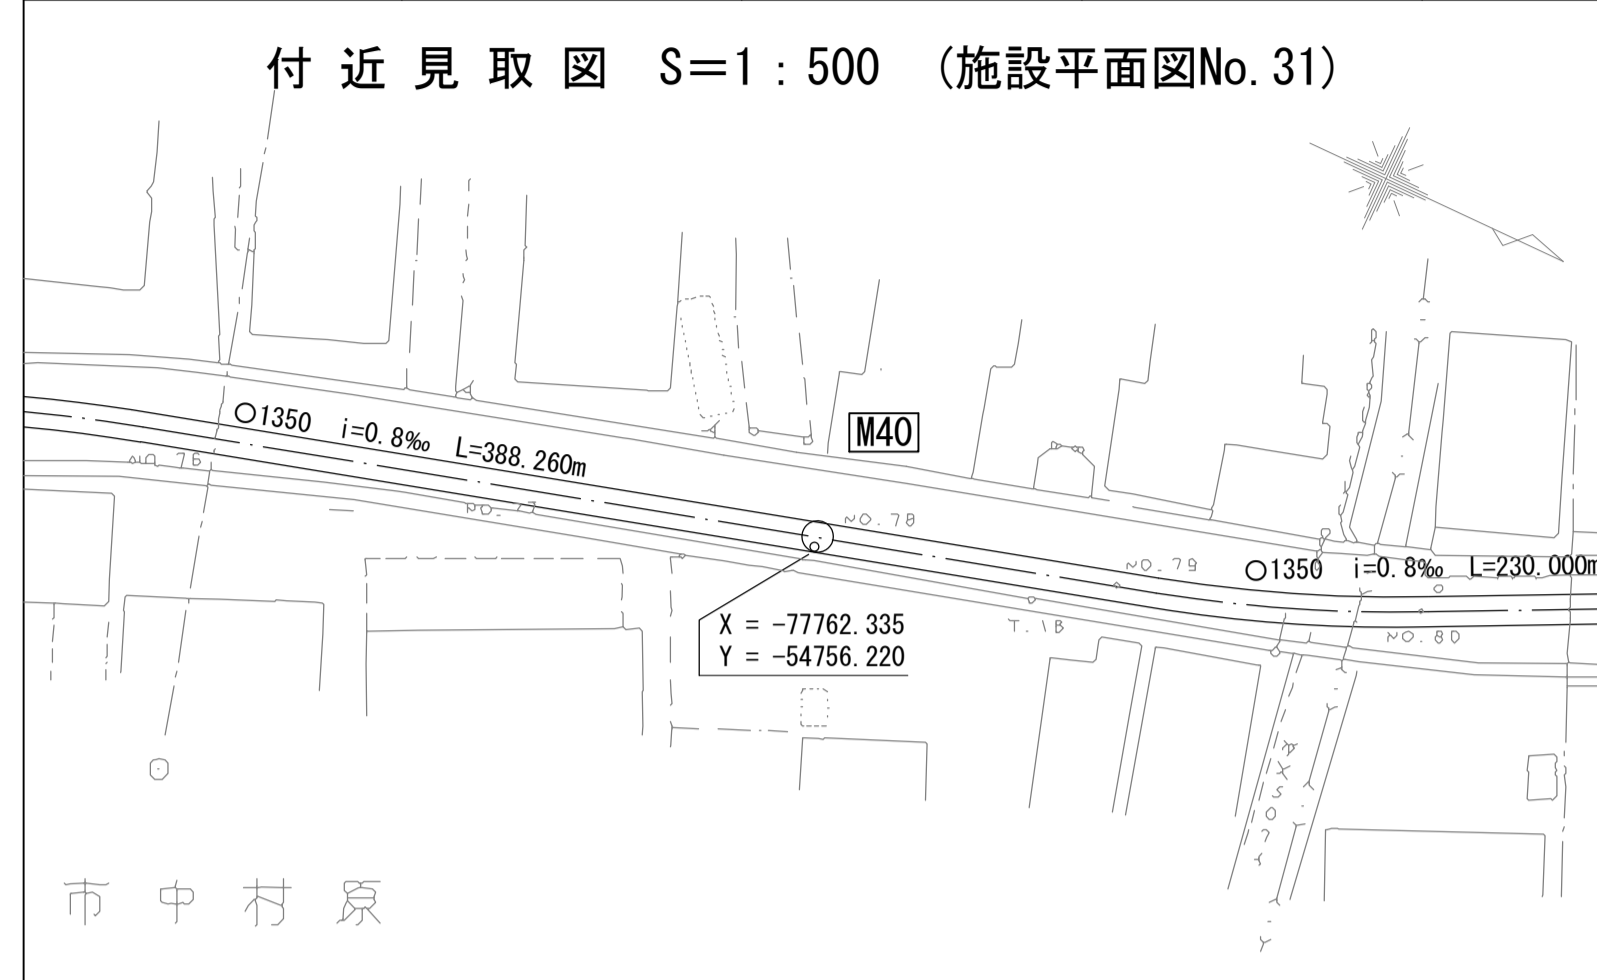 付近見取図 S=1:500 (施設平面図No.31)
○1350 i=0.8‰ L=388.260m
M40
NO.76
NO.77
NO.78
NO.79
○1350 i=0.8‰ L=230.000m
X = -77762.335
Y = -54756.220
T.1B
NO.80
市中村原